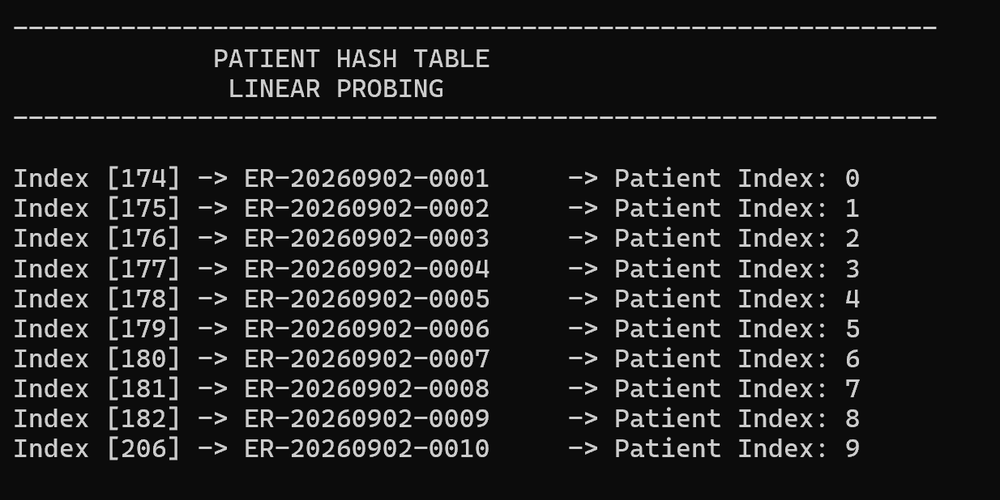 ------------------------------------------------------------
PATIENT HASH TABLE
LINEAR PROBING
------------------------------------------------------------
Index [174] -> ER-20260902-0001 -> Patient Index: 0
Index [175] -> ER-20260902-0002 -> Patient Index: 1
Index [176] -> ER-20260902-0003 -> Patient Index: 2
Index [177] -> ER-20260902-0004 -> Patient Index: 3
Index [178] -> ER-20260902-0005 -> Patient Index: 4
Index [179] -> ER-20260902-0006 -> Patient Index: 5
Index [180] -> ER-20260902-0007 -> Patient Index: 6
Index [181] -> ER-20260902-0008 -> Patient Index: 7
Index [182] -> ER-20260902-0009 -> Patient Index: 8
Index [206] -> ER-20260902-0010 -> Patient Index: 9